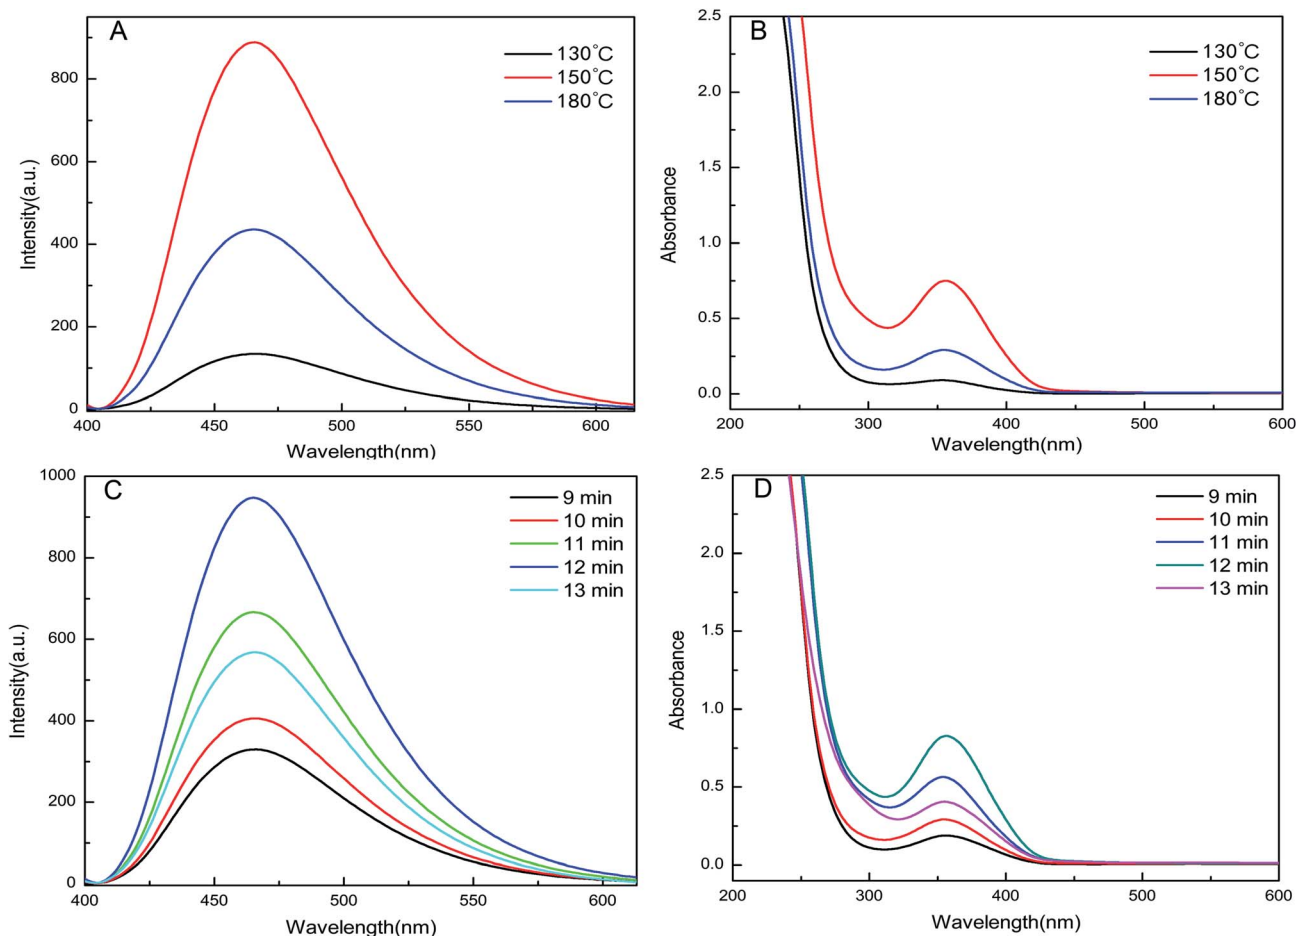 A
130°C
150°C
180°C
800
600
400
200
0
400
450
500
550
600
Intensity(a.u.)
Wavelength(nm)
B
130°C
150°C
180°C
2.5
2.0
1.5
1.0
0.5
0.0
200
300
400
500
600
Absorbance
Wavelength(nm)
C
9 min
10 min
11 min
12 min
13 min
1000
800
600
400
200
0
400
450
500
550
600
Intensity(a.u.)
Wavelength(nm)
D
9 min
10 min
11 min
12 min
13 min
2.5
2.0
1.5
1.0
0.5
0.0
200
300
400
500
600
Absorbance
Wavelength(nm)